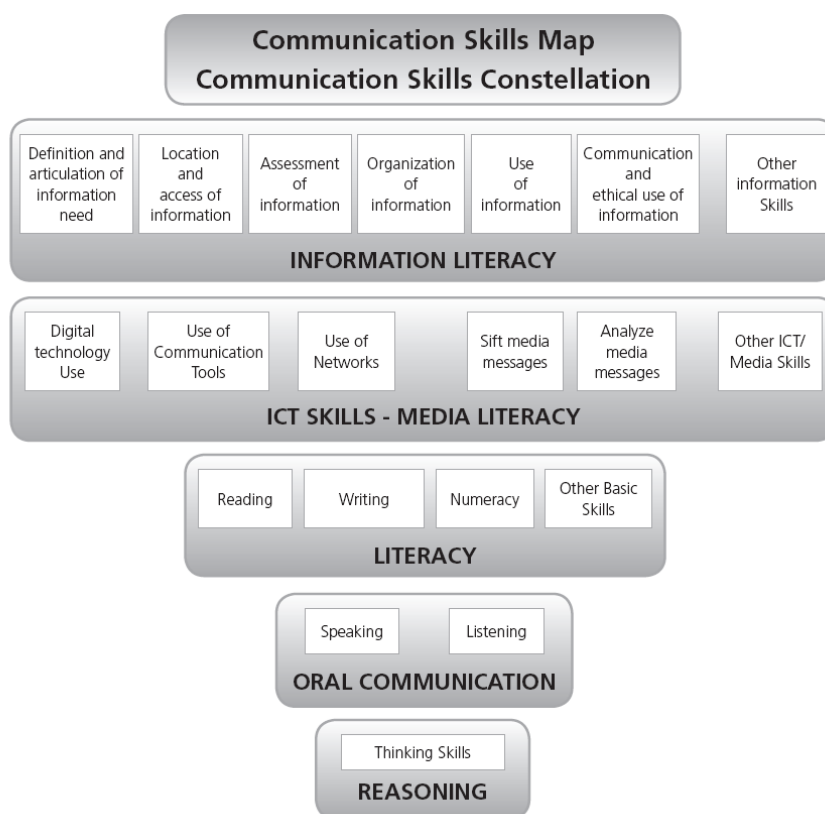 Communication Skills Map
Communication Skills Constellation
Definition and
articulation of
information
need
Location
and
access of
information
Assessment
of
information
Organization
of
information
Use
of
information
Communication
and
ethical use of
information
Other
information
Skills
INFORMATION LITERACY
Digital
technology
Use
Use of
Communication
Tools
Use of
Networks
Sift media
messages
Analyze
media
messages
Other ICT/
Media Skills
ICT SKILLS - MEDIA LITERACY
Reading
Writing
Numeracy
Other Basic
Skills
LITERACY
Speaking
Listening
ORAL COMMUNICATION
Thinking Skills
REASONING